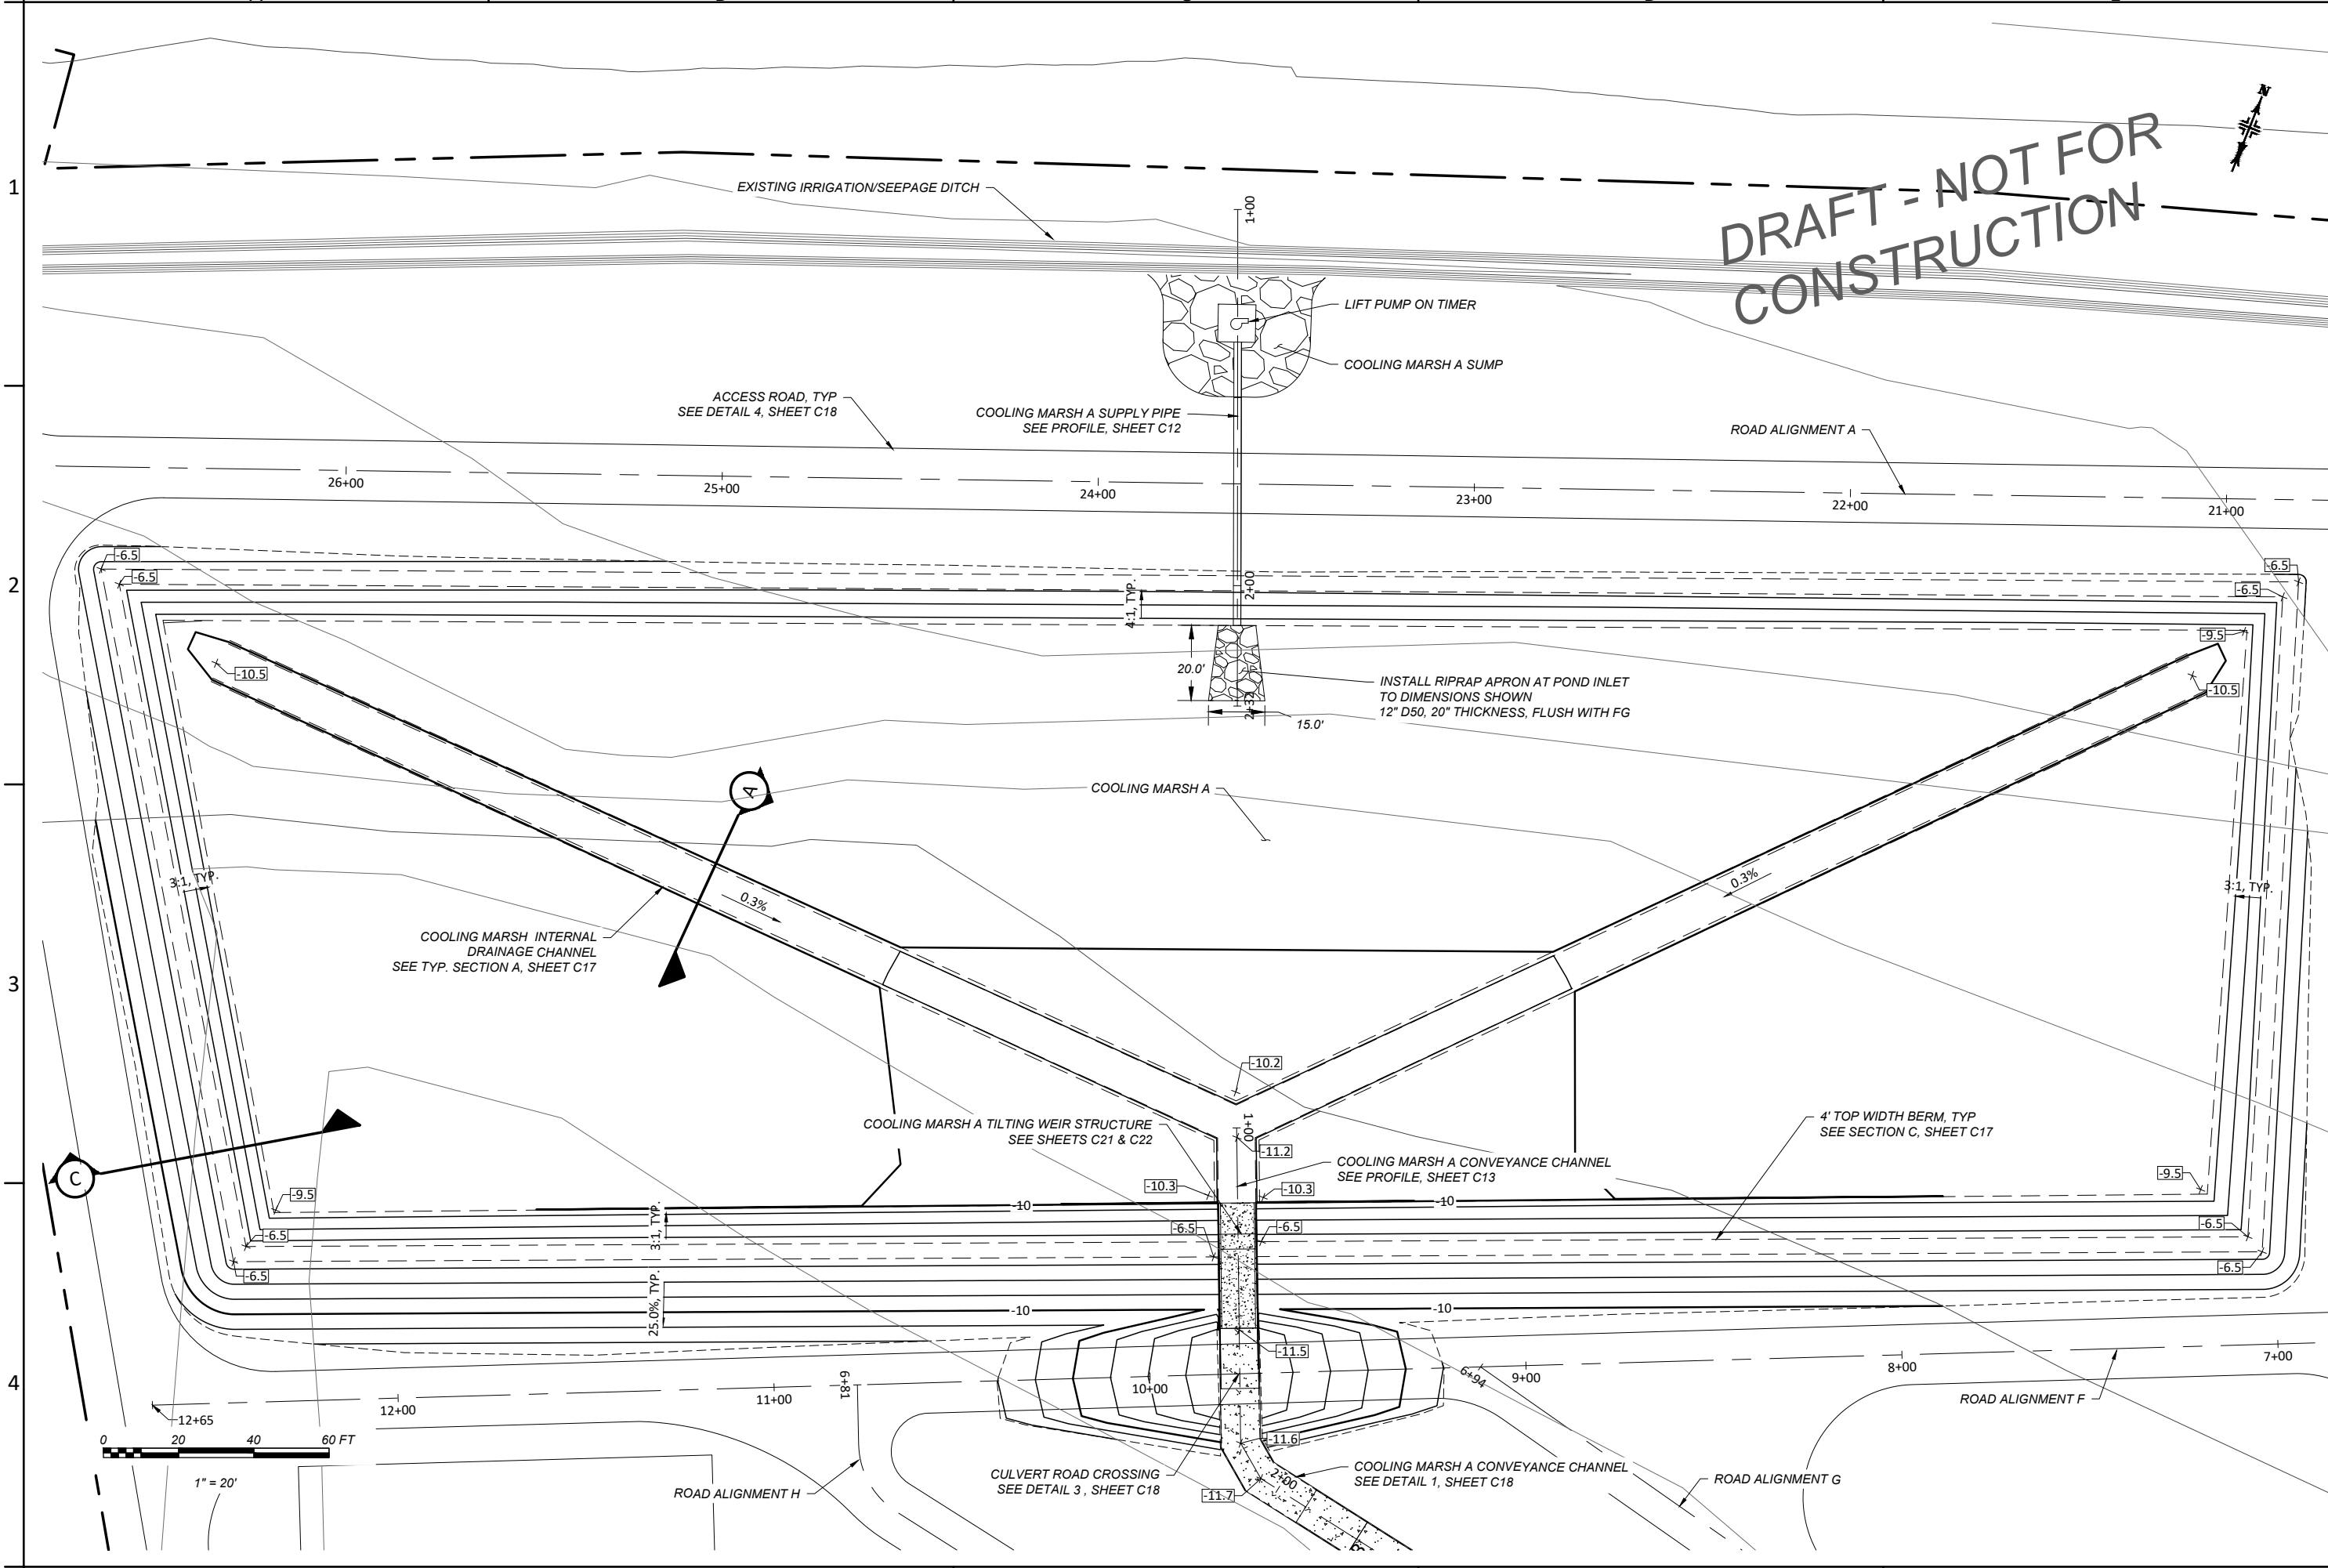 N
DRAFT - NOT FOR
CONSTRUCTION
1
EXISTING IRRIGATION/SEEPAGE DITCH
1+00
LIFT PUMP ON TIMER
COOLING MARSH A SUMP
ACCESS ROAD, TYP
SEE DETAIL 4, SHEET C18
COOLING MARSH A SUPPLY PIPE
SEE PROFILE, SHEET C12
ROAD ALIGNMENT A
26+00
25+00
24+00
23+00
22+00
21+00
2
-6.5
-6.5
-6.5
-6.5
4:1, TYP.
2+00
-9.5
-10.5
-10.5
20.0'
2+32
15.0'
INSTALL RIPRAP APRON AT POND INLET
TO DIMENSIONS SHOWN
12" D50, 20" THICKNESS, FLUSH WITH FG
A
COOLING MARSH A
3:1, TYP.
0.3%
0.3%
3:1, TYP.
COOLING MARSH INTERNAL
DRAINAGE CHANNEL
SEE TYP. SECTION A, SHEET C17
3
-10.2
COOLING MARSH A TILTING WEIR STRUCTURE
SEE SHEETS C21 & C22
1+00
-11.2
4' TOP WIDTH BERM, TYP
SEE SECTION C, SHEET C17
COOLING MARSH A CONVEYANCE CHANNEL
SEE PROFILE, SHEET C13
C
-9.5
-10.3
-10.3
-9.5
-10
-10
3:1, TYP.
-6.5
-6.5
-6.5
-6.5
-6.5
-6.5
25.0%, TYP.
-10
-10
-11.5
4
12+65
12+00
11+00
6+81
10+00
6+94
9+00
8+00
7+00
ROAD ALIGNMENT F
0 20 40 60 FT
1" = 20'
-11.6
ROAD ALIGNMENT H
CULVERT ROAD CROSSING
SEE DETAIL 3 , SHEET C18
2+00
-11.7
COOLING MARSH A CONVEYANCE CHANNEL
SEE DETAIL 1, SHEET C18
ROAD ALIGNMENT G